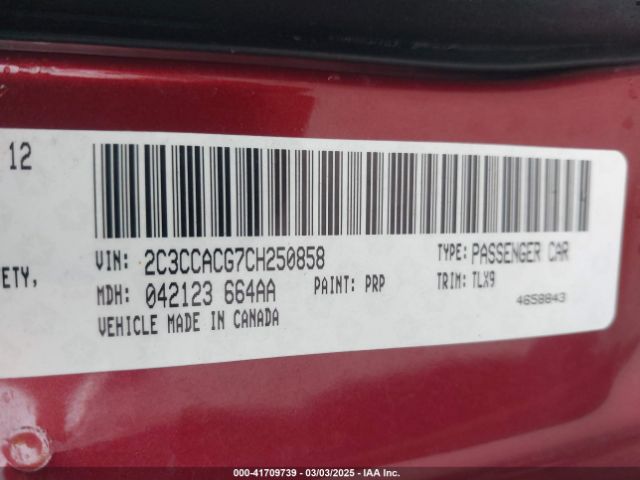 12
ETY,
VIN: 2C3CCACG7CH250858
TYPE: PASSENGER CAR
MDH: 042123 664AA
PAINT: PRP
TRIM: TLX9
VEHICLE MADE IN CANADA
4658843
000-41709739 - 03/03/2025 - IAA Inc.